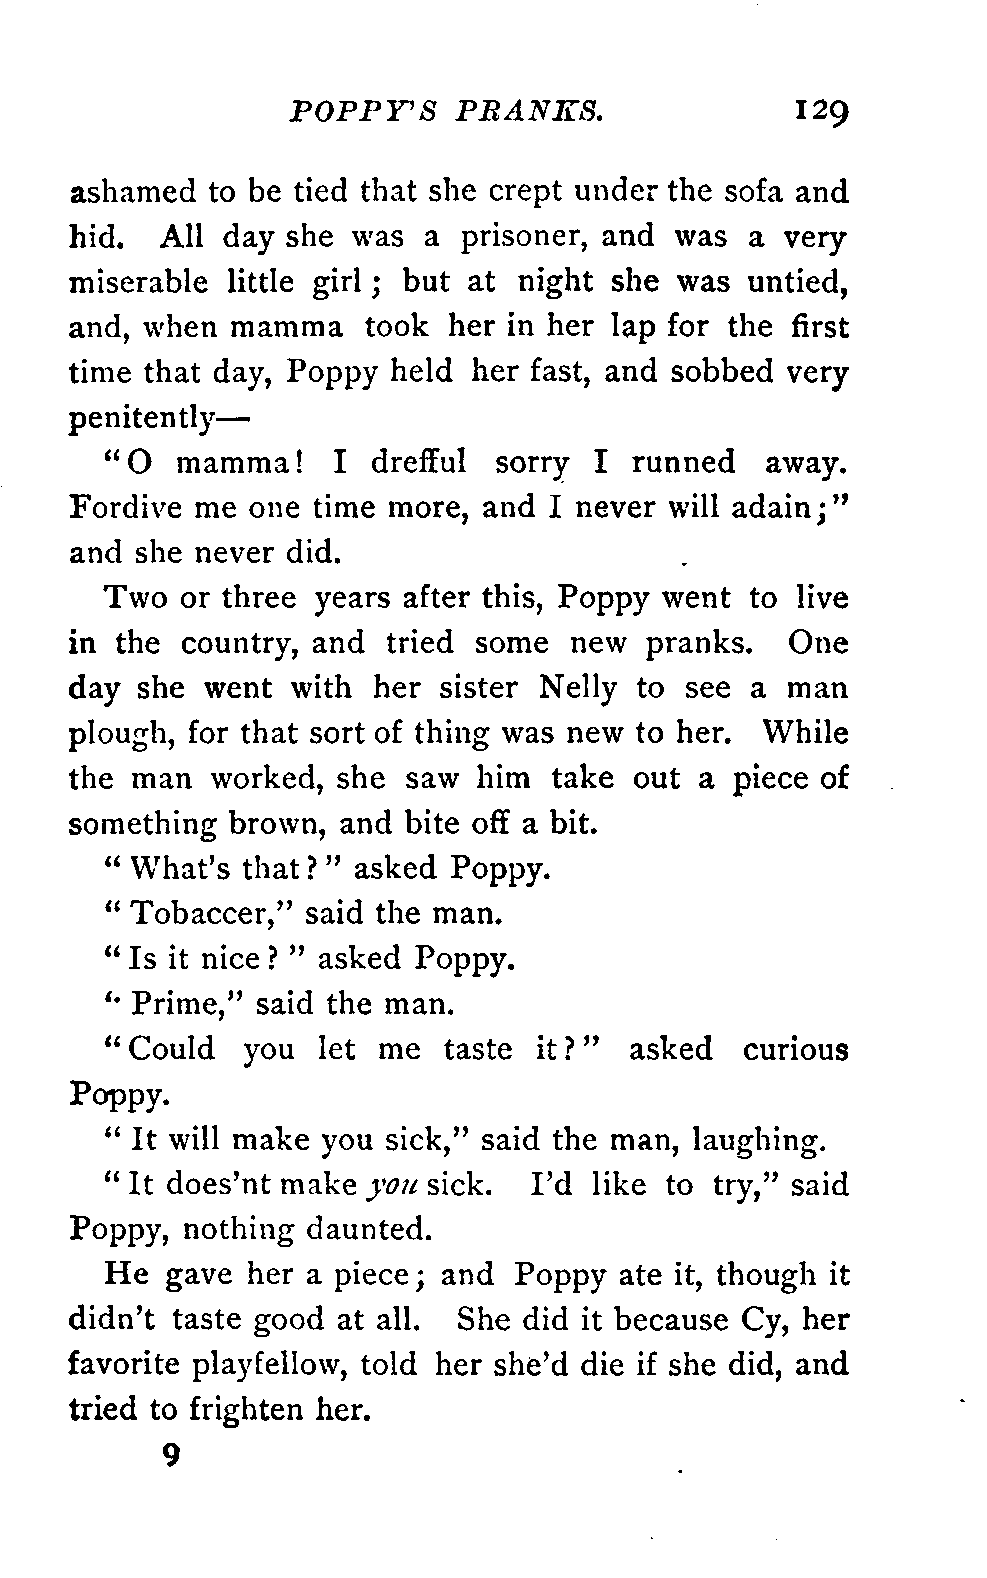 POPPY'S PRANKS. 129
ashamed to be tied that she crept under the sofa and
hid. All day she was a prisoner, and was a very
miserable little girl; but at night she was untied,
and, when mamma took her in her lap for the first
time that day, Poppy held her fast, and sobbed very
penitently—
"O mamma! I drefful sorry I runned away.
Fordive me one time more, and I never will adain;"
and she never did.
Two or three years after this, Poppy went to live
in the country, and tried some new pranks. One
day she went with her sister Nelly to see a man
plough, for that sort of thing was new to her. While
the man worked, she saw him take out a piece of
something brown, and bite off a bit.
"What's that?" asked Poppy.
"Tobaccer," said the man.
"Is it nice?" asked Poppy.
"Prime," said the man.
"Could you let me taste it?" asked curious
Poppy.
"It will make you sick," said the man, laughing.
"It does'nt make you sick. I'd like to try," said
Poppy, nothing daunted.
He gave her a piece; and Poppy ate it, though it
didn't taste good at all. She did it because Cy, her
favorite playfellow, told her she'd die if she did, and
tried to frighten her.
9